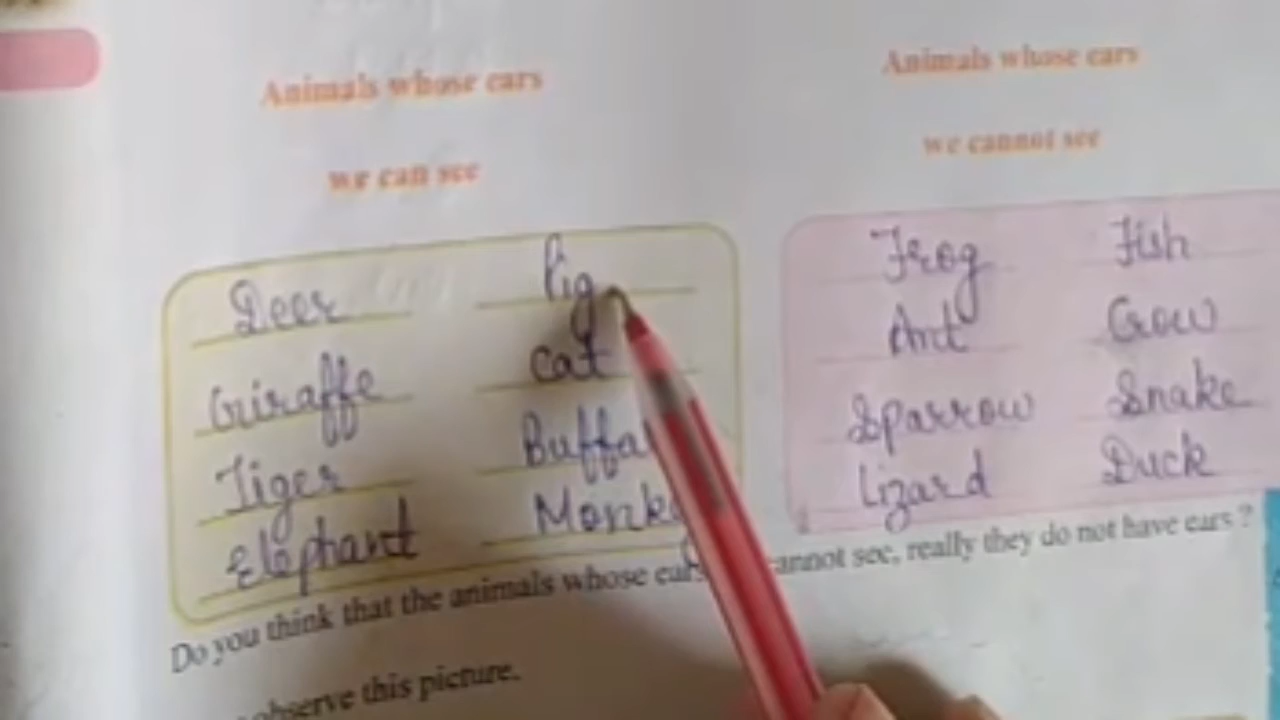 Animals whose ears
we can see
Deer Pig
Giraffe Cat
Tiger Buffa
Elephant Monke
Animals whose ears
we cannot see
Frog Fish
Ant Crow
Sparrow Snake
Lizard Duck
Do you think that the animals whose ears cannot see, really they do not have ears ?
observe this picture.